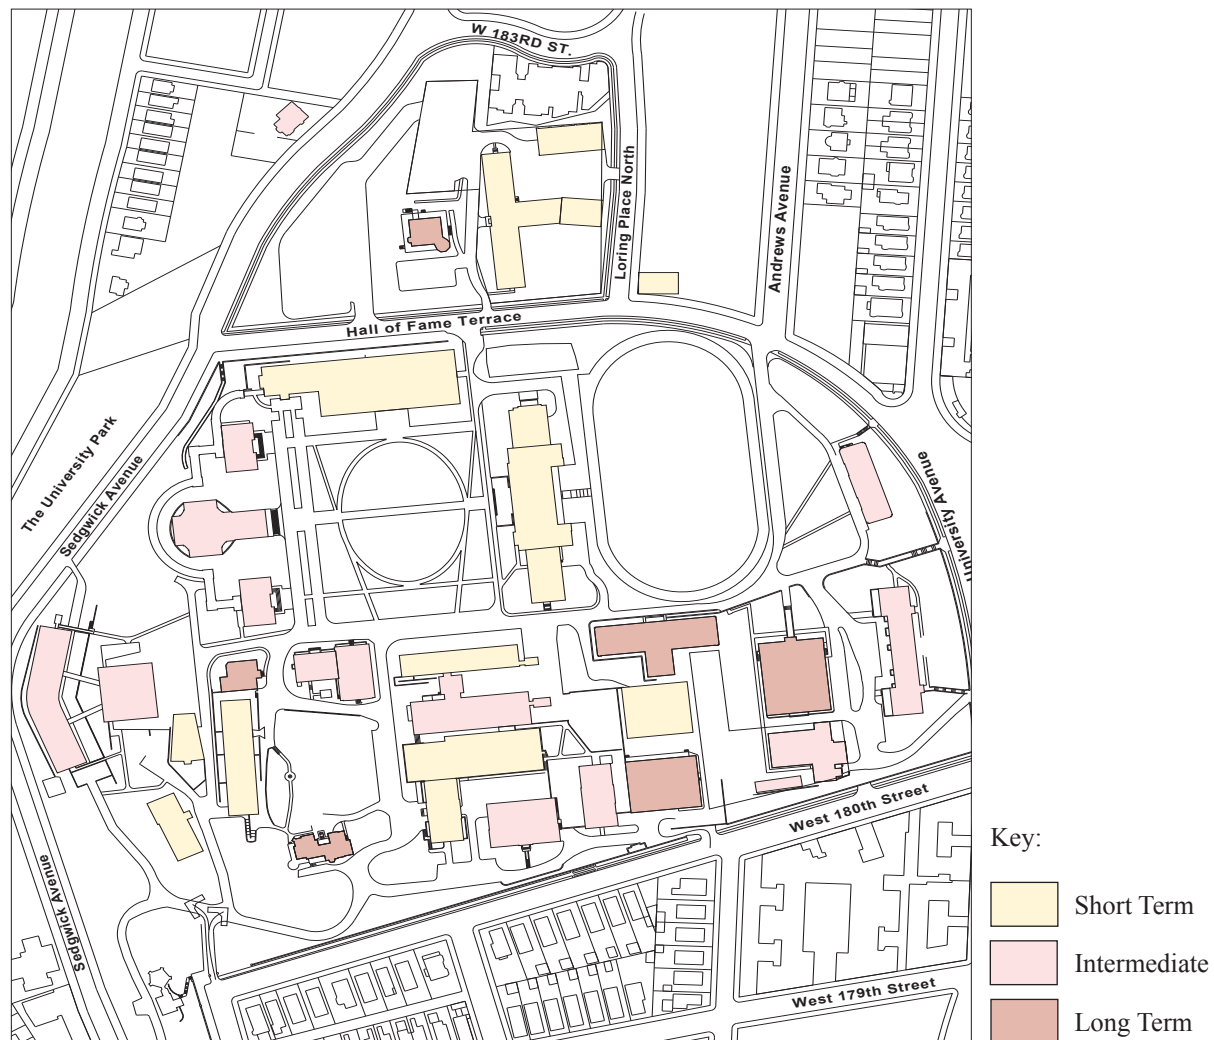 W 183RD ST.
Loring Place North
Andrews Avenue
Hall of Fame Terrace
The University Park
Sedgwick Avenue
University Avenue
West 180th Street
Sedgwick Avenue
West 179th Street
Key:
Short Term
Intermediate
Long Term